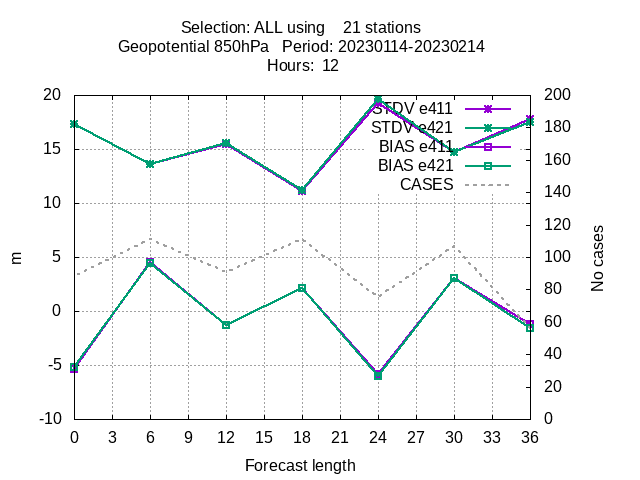 Selection: ALL using 21 stations
Geopotential 850hPa Period: 20230114-20230214
Hours: 12
STDV e411
STDV e421
BIAS e411
BIAS e421
CASES
20
15
10
5
0
-5
-10
m
200
180
160
140
120
100
80
60
40
20
0
No cases
0 3 6 9 12 15 18 21 24 27 30 33 36
Forecast length